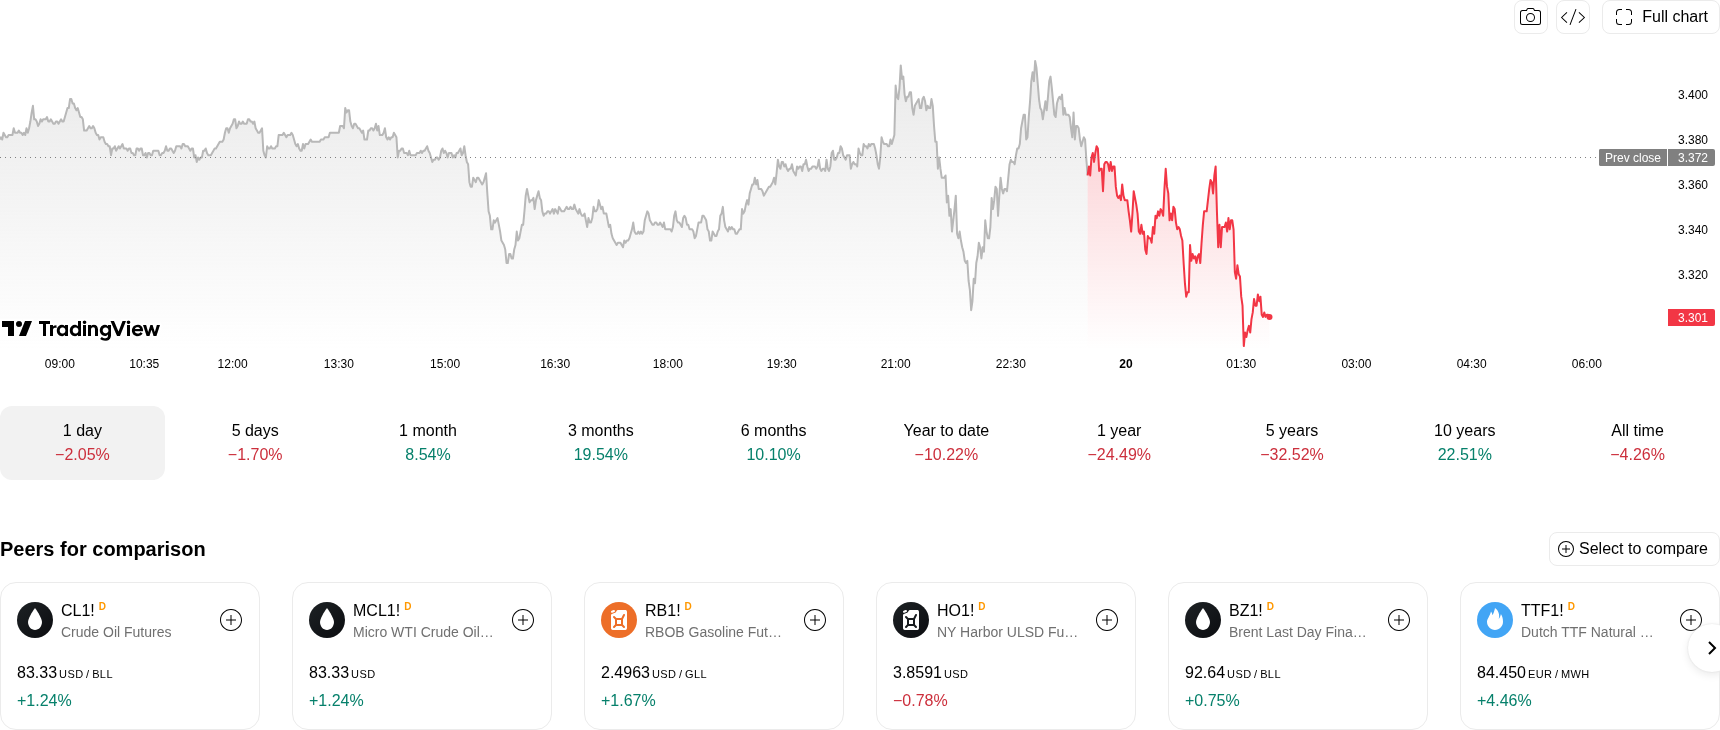 Full chart
3.400
3.380
Prev close 3.372
3.360
3.340
3.320
3.301
TradingView
09:00 10:35 12:00 13:30 15:00 16:30 18:00 19:30 21:00 22:30 20 01:30 03:00 04:30 06:00
1 day 5 days 1 month 3 months 6 months Year to date 1 year 5 years 10 years All time
−2.05% −1.70% 8.54% 19.54% 10.10% −10.22% −24.49% −32.52% 22.51% −4.26%
Peers for comparison
Select to compare
CL1! D
Crude Oil Futures
83.33 USD / BLL
+1.24%
MCL1! D
Micro WTI Crude Oil…
83.33 USD
+1.24%
RB1! D
RBOB Gasoline Fut…
2.4963 USD / GLL
+1.67%
HO1! D
NY Harbor ULSD Fu…
3.8591 USD
−0.78%
BZ1! D
Brent Last Day Fina…
92.64 USD / BLL
+0.75%
TTF1! D
Dutch TTF Natural …
84.450 EUR / MWH
+4.46%